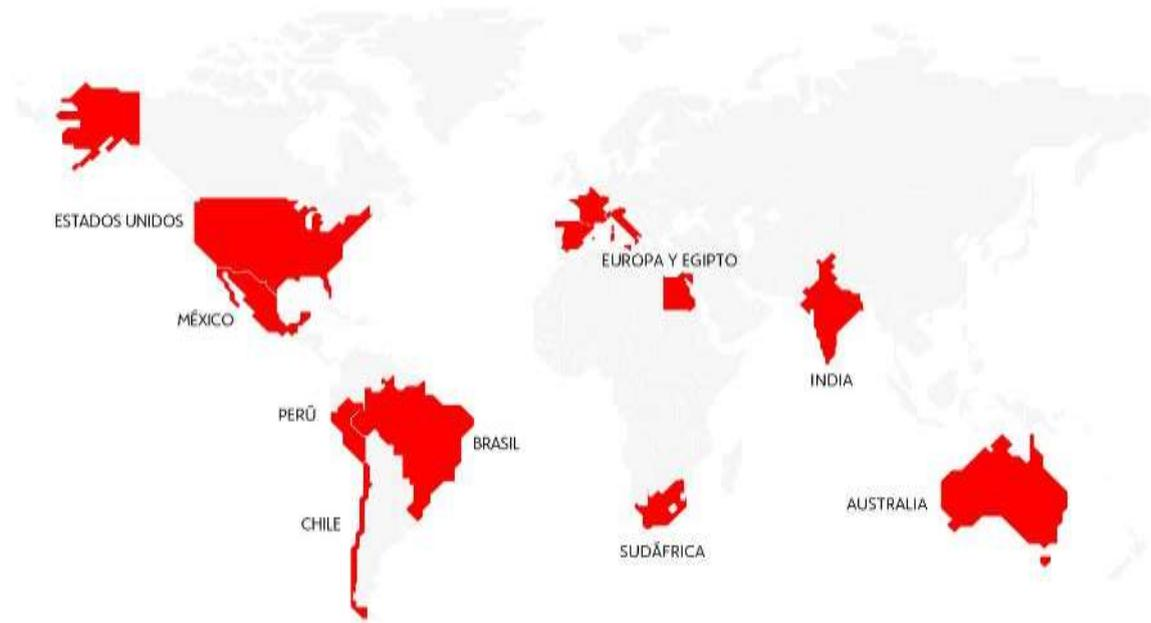 ESTADOS UNIDOS
EUROPA Y EGIPTO
MÉXICO
INDIA
PERÚ
BRASIL
AUSTRALIA
CHILE
SUDÁFRICA